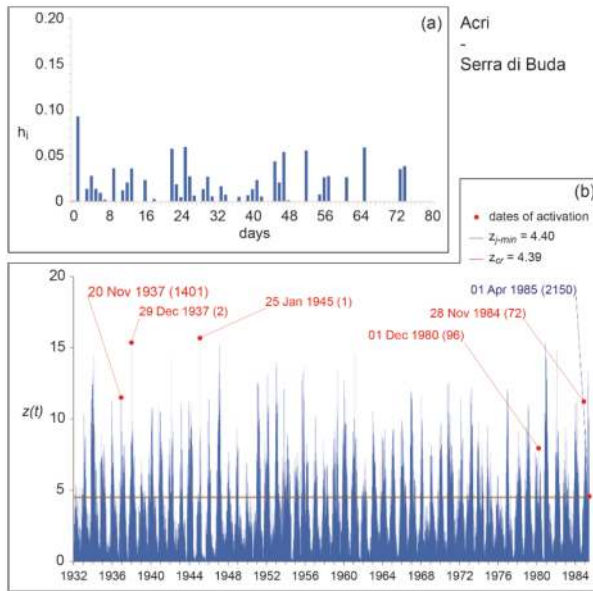 (a)
Acri
-
Serra di Buda
0.20
0.15
0.10
h_i
0.05
0
0 8 16 24 32 40 48 56 64 72 80
days
(b)
dates of activation
z_j-min = 4.40
z_cr = 4.39
20
20 Nov 1937 (1401)
29 Dec 1937 (2)
25 Jan 1945 (1)
01 Apr 1985 (2150)
28 Nov 1984 (72)
01 Dec 1980 (96)
15
z(t)
10
5
0
1932 1936 1940 1944 1948 1952 1956 1960 1964 1968 1972 1976 1980 1984